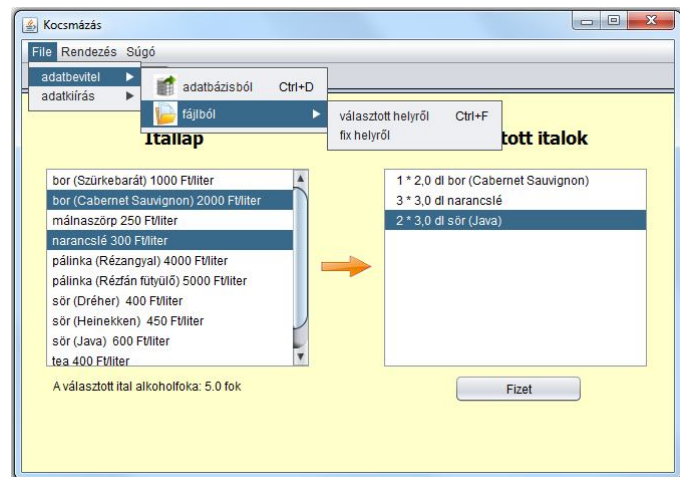 Kocsmázás
File Rendezés Súgó
adatbevitel
adatkiírás
adatbázisból Ctrl+D
fájlból
választott helyről Ctrl+F
fix helyről
Itallap
tott italok
bor (Szürkebarát) 1000 Ft/liter
bor (Cabernet Sauvignon) 2000 Ft/liter
málnaszörp 250 Ft/liter
narancslé 300 Ft/liter
pálinka (Rézangyal) 4000 Ft/liter
pálinka (Rézfán fütyülő) 5000 Ft/liter
sör (Dréher) 400 Ft/liter
sör (Heinekken) 450 Ft/liter
sör (Java) 600 Ft/liter
tea 400 Ft/liter
1 * 2,0 dl bor (Cabernet Sauvignon)
3 * 3,0 dl narancslé
2 * 3,0 dl sör (Java)
A választott ital alkoholfoka: 5.0 fok
Fizet